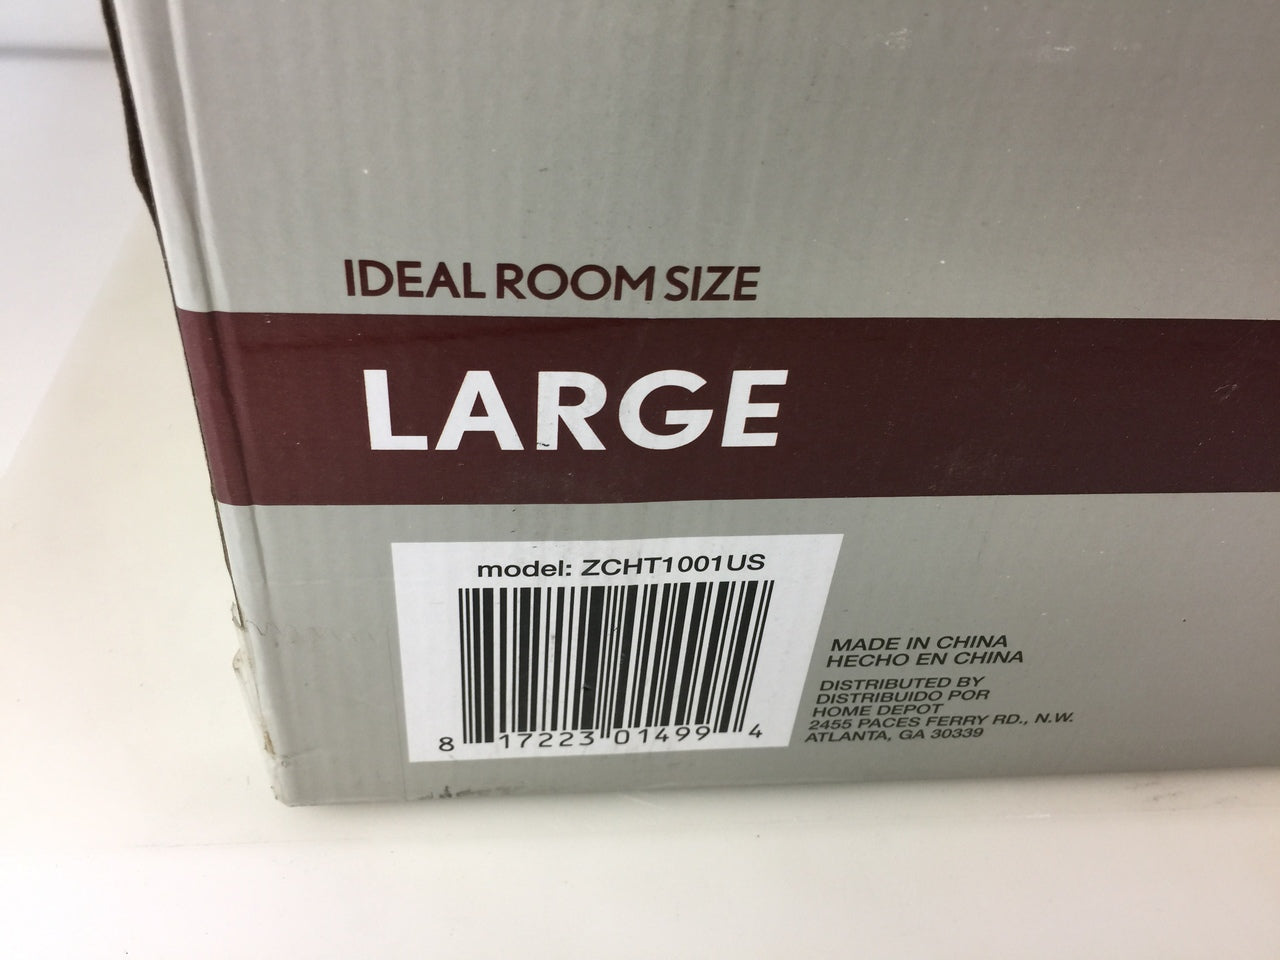 IDEAL ROOM SIZE
LARGE
model: ZCHT1001US
8 17223 01499 4
MADE IN CHINA
HECHO EN CHINA
DISTRIBUTED BY
DISTRIBUIDO POR
HOME DEPOT
2455 PACES FERRY RD., N.W.
ATLANTA, GA 30339